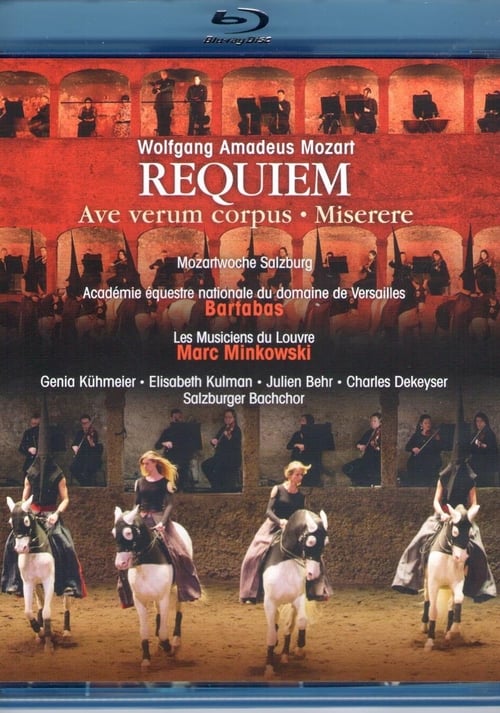 Blu-ray Disc
Wolfgang Amadeus Mozart
REQUIEM
Ave verum corpus • Miserere
Mozartwoche Salzburg
Académie équestre nationale du domaine de Versailles
Bartabas
Les Musiciens du Louvre
Marc Minkowski
Genia Kühmeier • Elisabeth Kulman • Julien Behr • Charles Dekeyser
Salzburger Bachchor